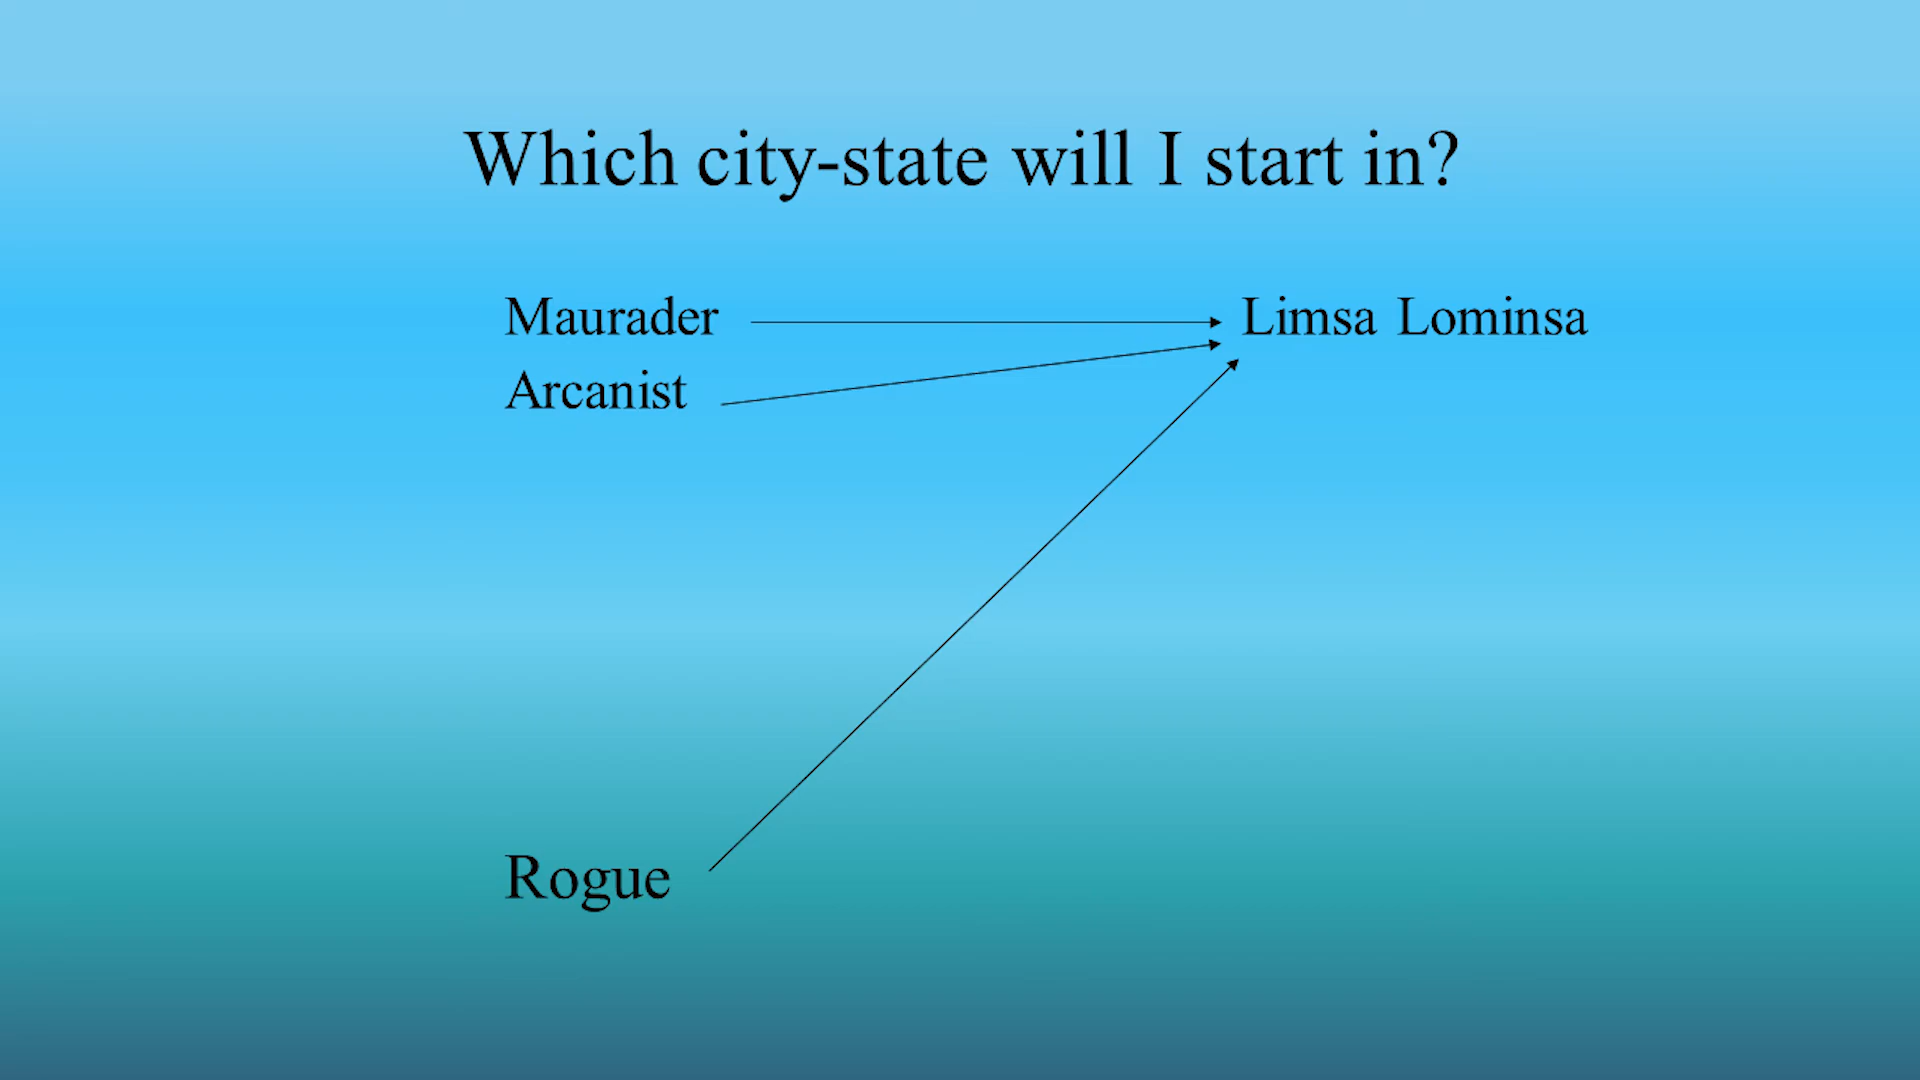 Which city-state will I start in?
Maurader
Limsa Lominsa
Arcanist
Rogue